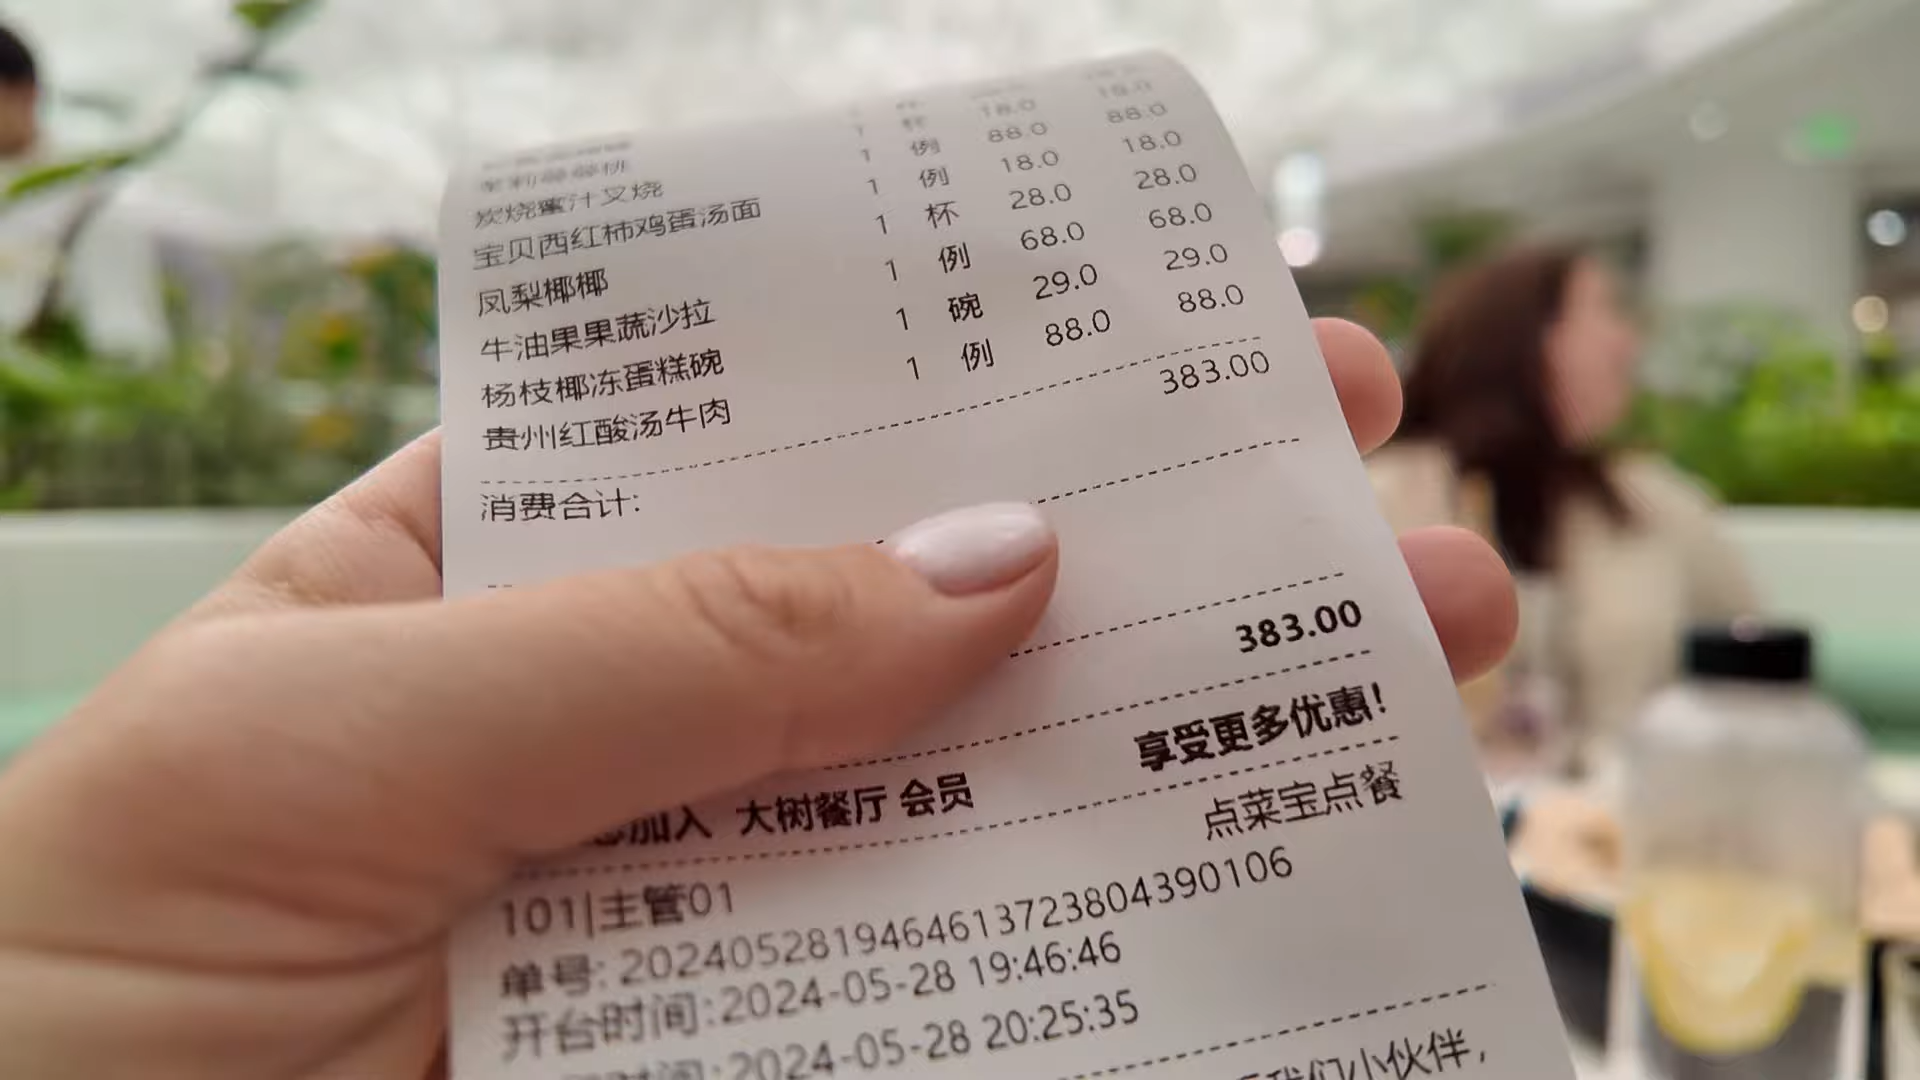 1 杯 18.0 18.0
炭烧蜜汁叉烧 1 例 88.0 88.0
宝贝西红柿鸡蛋汤面 1 例 18.0 18.0
凤梨椰椰 1 杯 28.0 28.0
牛油果果蔬沙拉 1 例 68.0 68.0
杨枝椰冻蛋糕碗 1 碗 29.0 29.0
贵州红酸汤牛肉 1 例 88.0 88.0
消费合计: 383.00
383.00
加入 大树餐厅 会员 享受更多优惠!
101|主管01 点菜宝点餐
单号: 2024052819464613723804390106
开台时间:2024-05-28 19:46:46
时间:2024-05-28 20:25:35
我们小伙伴,